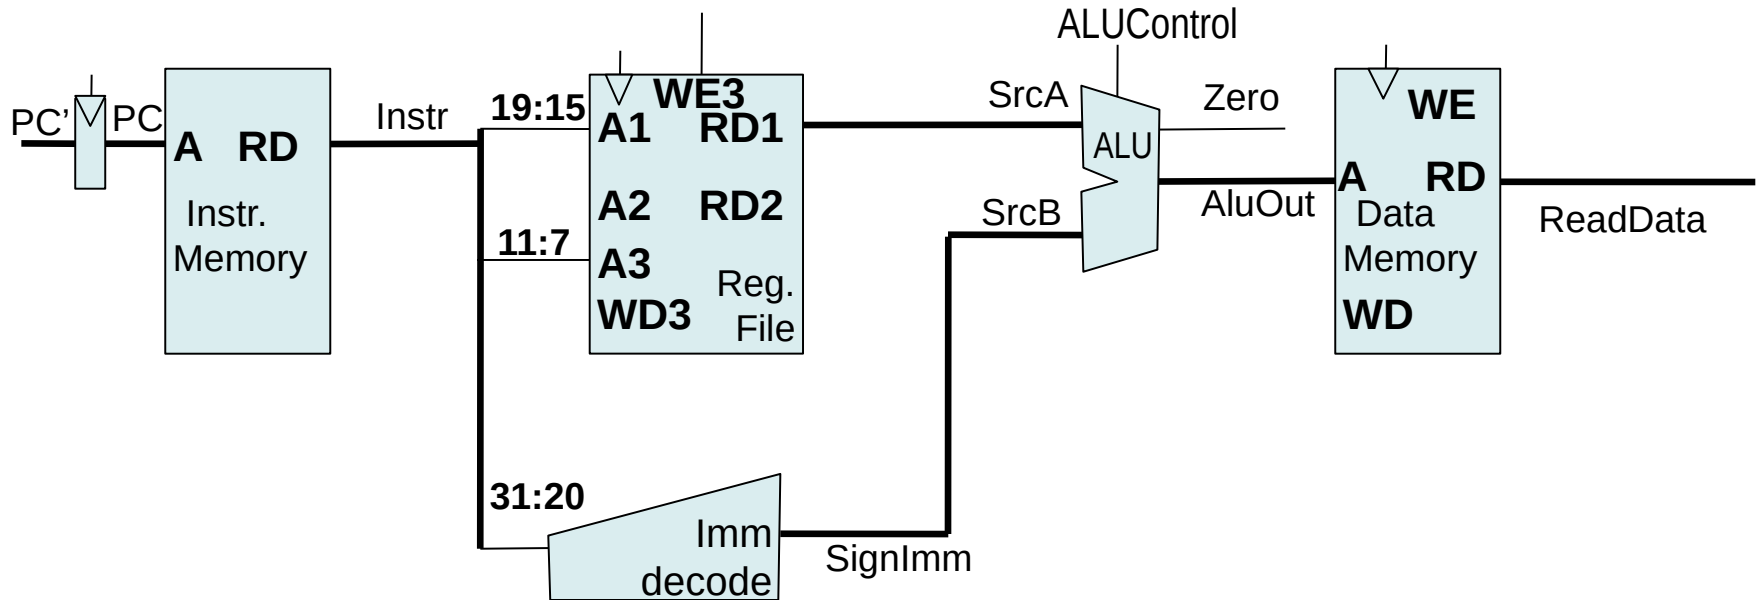 ALUControl
PC'
PC
A RD
Instr.
Memory
Instr
19:15
11:7
31:20
WE3
A1 RD1
A2 RD2
A3
WD3
Reg.
File
Imm
decode
SignImm
SrcA
SrcB
ALU
Zero
AluOut
WE
A RD
Data
Memory
WD
ReadData